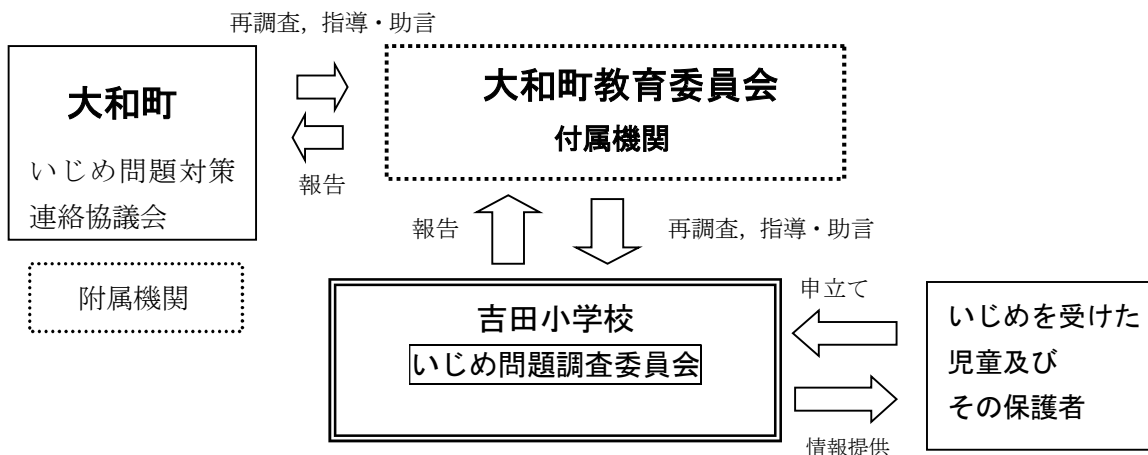 再調査，指導・助言
大和町
いじめ問題対策
連絡協議会
大和町教育委員会
付属機関
報告
附属機関
報告
再調査，指導・助言
吉田小学校
いじめ問題調査委員会
申立て
情報提供
いじめを受けた
児童及び
その保護者